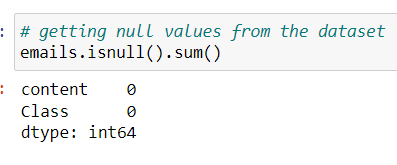 : # getting null values from the dataset
emails.isnull().sum()
: content 0
Class 0
dtype: int64